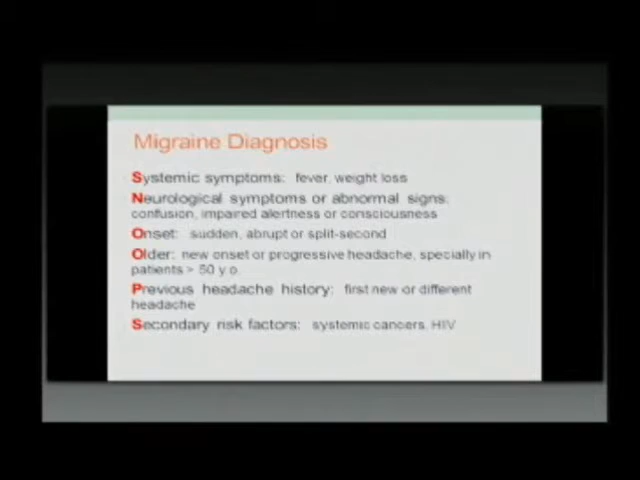 Migraine Diagnosis
Systemic symptoms: fever, weight loss
Neurological symptoms or abnormal signs:
confusion, impaired alertness or consciousness
Onset: sudden, abrupt or split-second
Older: new onset or progressive headache, specially in
patients > 50 y.o.
Previous headache history: first new or different
headache
Secondary risk factors: systemic cancers, HIV